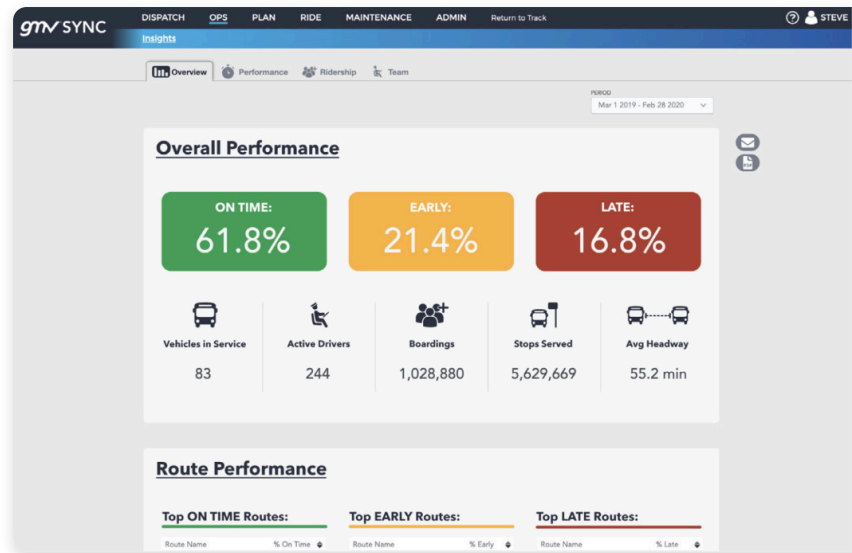 gmv SYNC
DISPATCH OPS PLAN RIDE MAINTENANCE ADMIN Return to Track
? STEVE
Insights
Overview Performance Ridership Team
PERIOD
Mar 1 2019 - Feb 28 2020
Overall Performance
ON TIME: EARLY: LATE:
61.8% 21.4% 16.8%
Vehicles in Service Active Drivers Boardings Stops Served Avg Headway
83 244 1,028,880 5,629,669 55.2 min
Route Performance
Top ON TIME Routes: Top EARLY Routes: Top LATE Routes:
Route Name % On Time Route Name % Early Route Name % Late